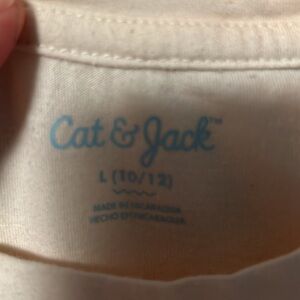 Cat & Jack™
L (10/12)
MADE IN NICARAGUA
HECHO EN NICARAGUA